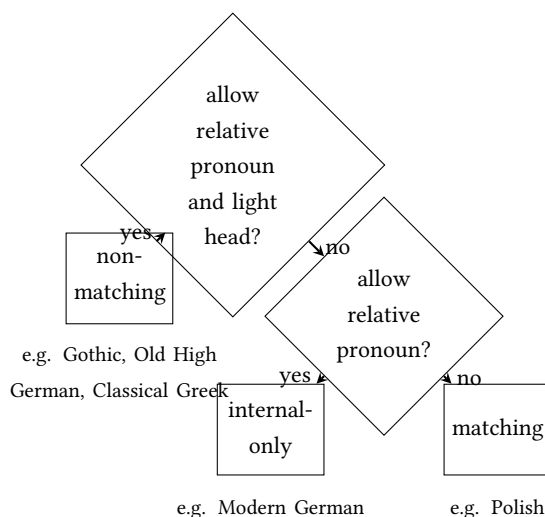 allow
relative
pronoun
and light
head?
yes
no
non-
matching
allow
relative
pronoun?
e.g. Gothic, Old High
German, Classical Greek
yes
no
internal-
only
matching
e.g. Modern German
e.g. Polish